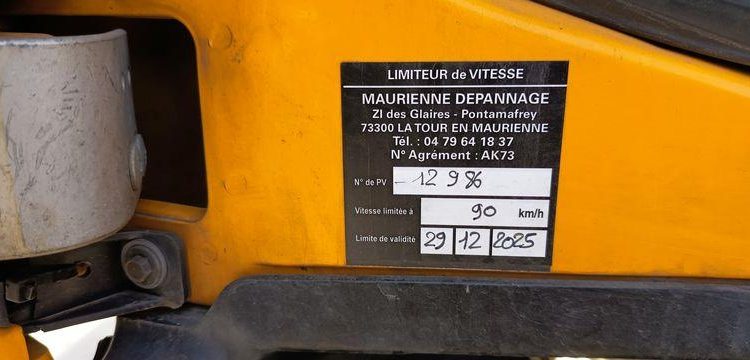 LIMITEUR de VITESSE
MAURIENNE DEPANNAGE
ZI des Glaires - Pontamafrey
73300 LA TOUR EN MAURIENNE
Tél. : 04 79 64 18 37
N° Agrément : AK73
N° de PV - 12 986
Vitesse limitée à 90 km/h
Limite de validité 29 12 2025